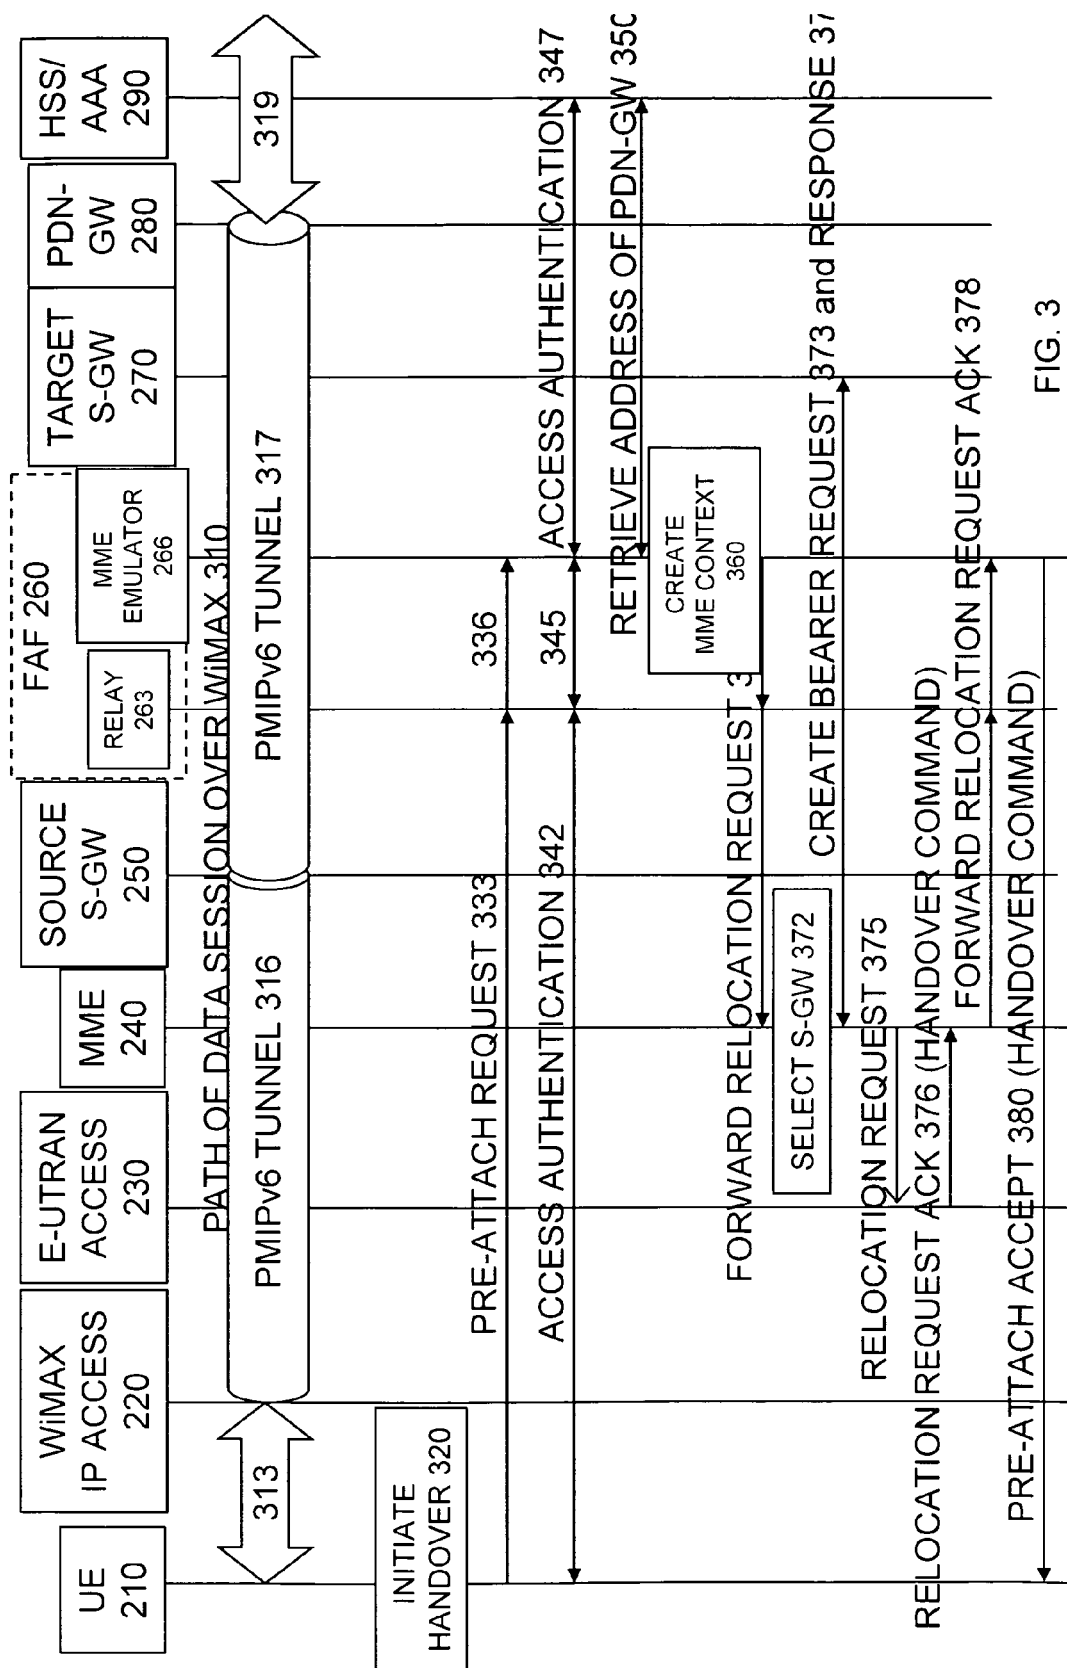 UE
210
WiMAX
IP ACCESS
220
E-UTRAN
ACCESS
230
MME
240
SOURCE
S-GW
250
FAF 260
RELAY
263
MME
EMULATOR
266
TARGET
S-GW
270
PDN-
GW
280
HSS/
AAA
290
PATH OF DATA SESSION OVER WiMAX 310
313
PMIPv6 TUNNEL 316
PMIPv6 TUNNEL 317
319
INITIATE
HANDOVER 320
PRE-ATTACH REQUEST 333
336
ACCESS AUTHENTICATION 342
345
ACCESS AUTHENTICATION 347
RETRIEVE ADDRESS OF PDN-GW 350
CREATE
MME CONTEXT
360
FORWARD RELOCATION REQUEST 3
SELECT S-GW 372
CREATE BEARER REQUEST 373 and RESPONSE 37
RELOCATION REQUEST 375
RELOCATION REQUEST ACK 376 (HANDOVER COMMAND)
FORWARD RELOCATION REQUEST ACK 378
PRE-ATTACH ACCEPT 380 (HANDOVER COMMAND)
FIG. 3